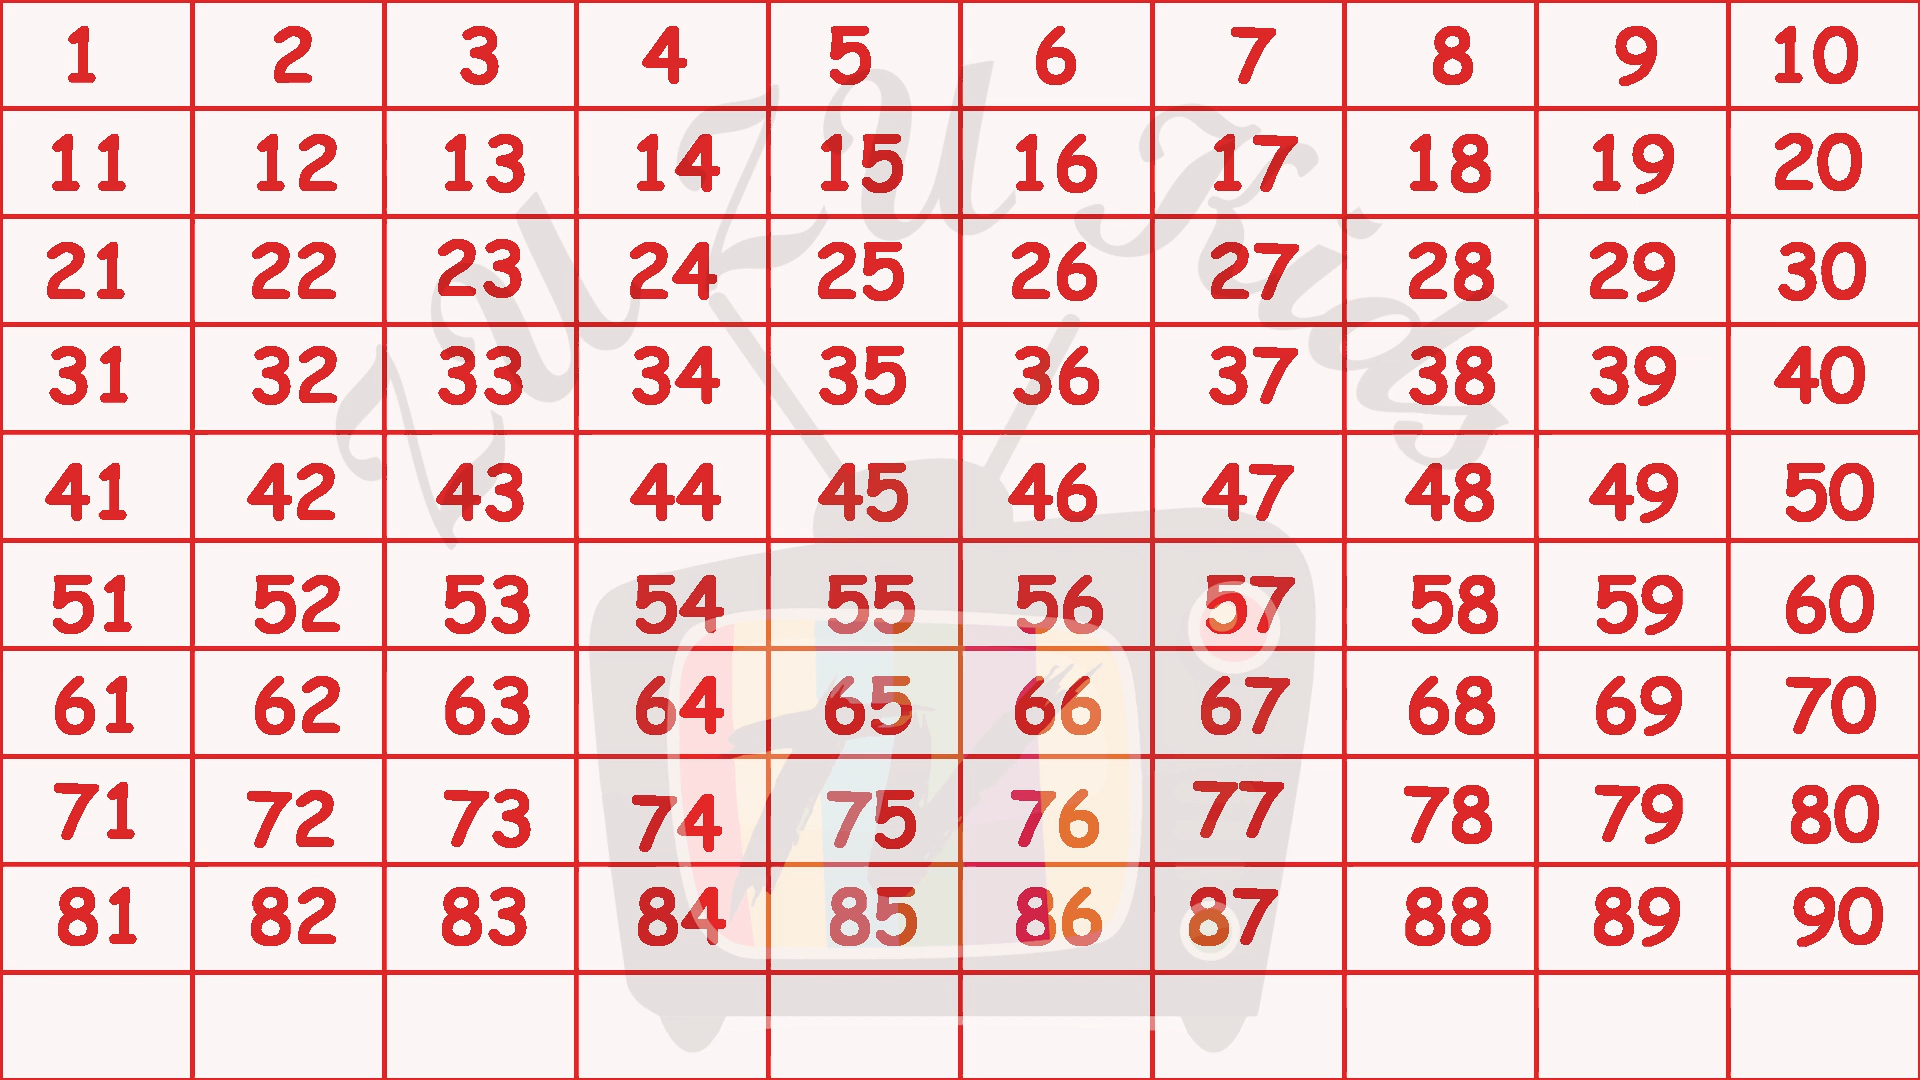 1 2 3 4 5 6 7 8 9 10
11 12 13 14 15 16 17 18 19 20
21 22 23 24 25 26 27 28 29 30
31 32 33 34 35 36 37 38 39 40
41 42 43 44 45 46 47 48 49 50
51 52 53 54 55 56 57 58 59 60
61 62 63 64 65 66 67 68 69 70
71 72 73 74 75 76 77 78 79 80
81 82 83 84 85 86 87 88 89 90
ZU ZU Kids
TV